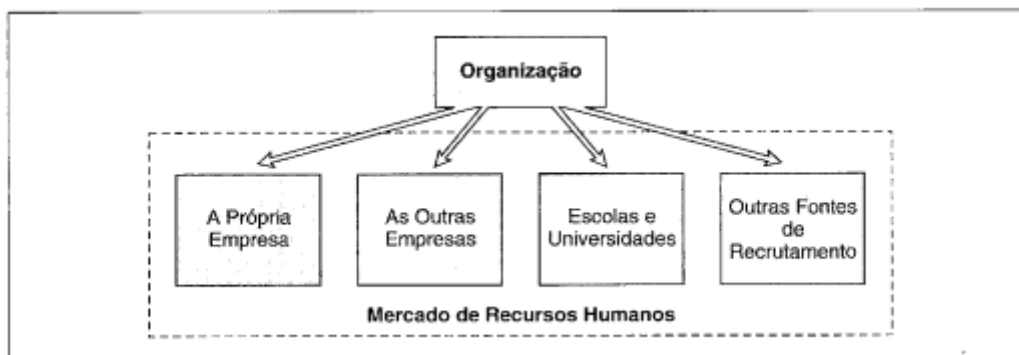 Organização
A Própria
Empresa
As Outras
Empresas
Escolas e
Universidades
Outras Fontes
de
Recrutamento
Mercado de Recursos Humanos